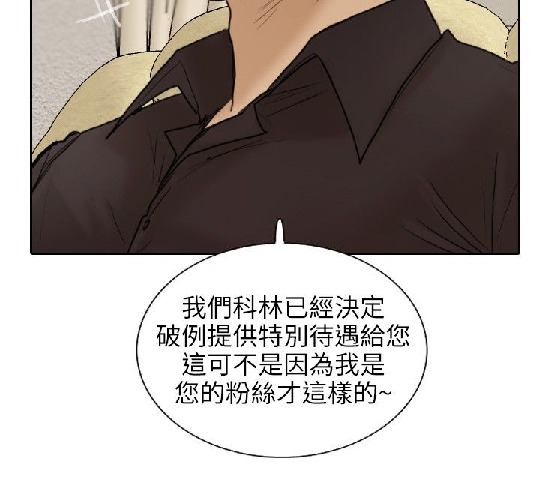 我們科林已經決定
破例提供特別待遇給您
這可不是因為我是
您的粉絲才這樣的~